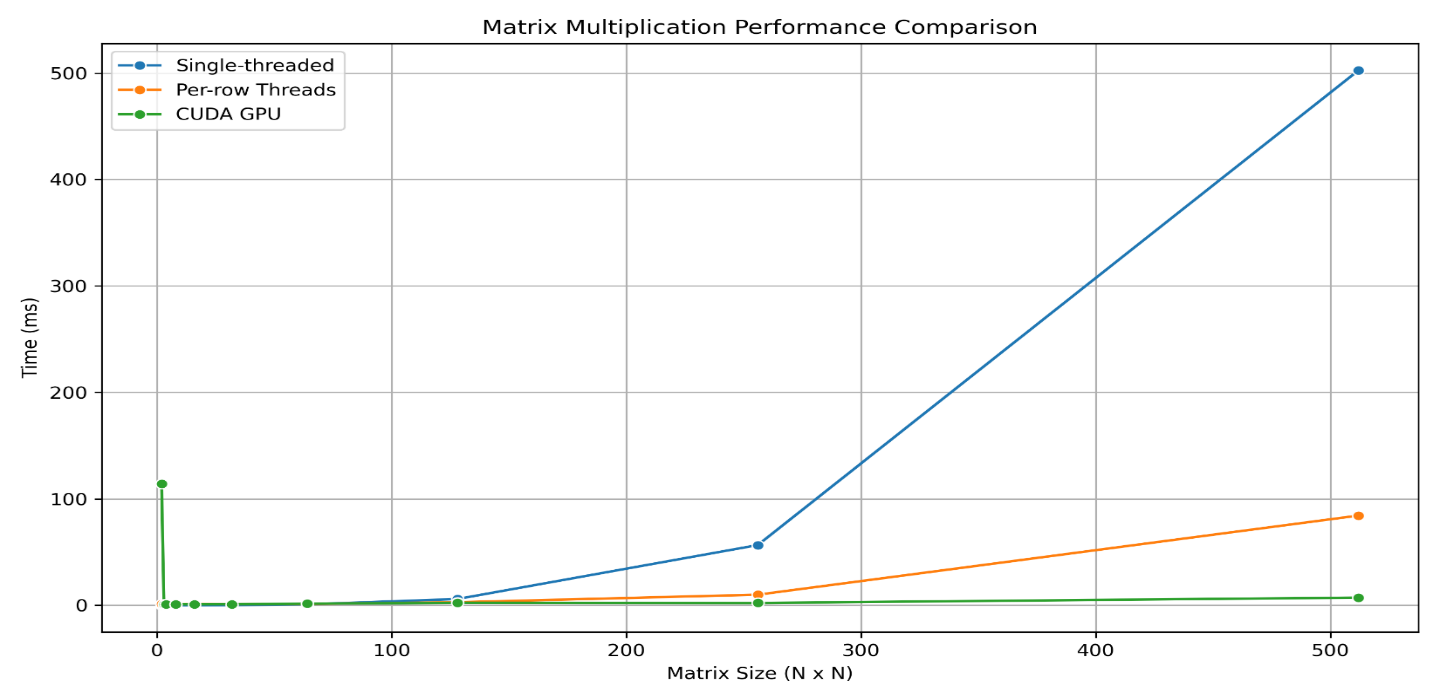 Matrix Multiplication Performance Comparison
Single-threaded
Per-row Threads
CUDA GPU
500
400
300
200
100
0
Time (ms)
0 100 200 300 400 500
Matrix Size (N x N)